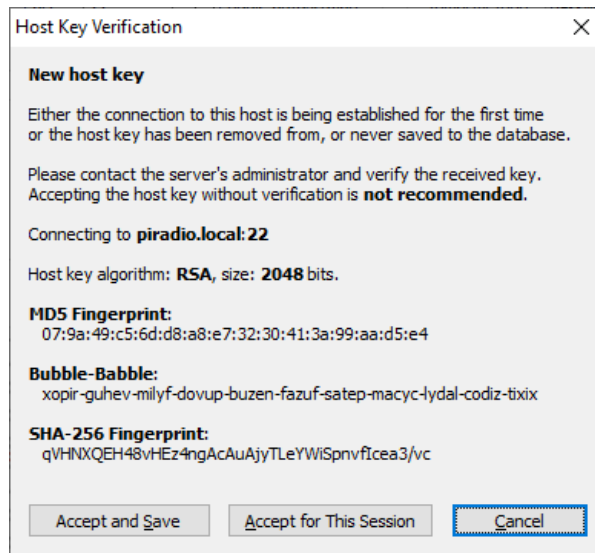 Host Key Verification
New host key
Either the connection to this host is being established for the first time
or the host key has been removed from, or never saved to the database.
Please contact the server's administrator and verify the received key.
Accepting the host key without verification is not recommended.
Connecting to piradio.local:22
Host key algorithm: RSA, size: 2048 bits.
MD5 Fingerprint:
07:9a:49:c5:6d:d8:a8:e7:32:30:41:3a:99:aa:d5:e4
Bubble-Babble:
xopir-guhev-milyf-dovup-buzen-fazuf-satep-macyc-lydal-codiz-tixix
SHA-256 Fingerprint:
qVHNXQEH48vHEz4ngAcAuAjyTLeYWiSpnvfIcea3/vc
Accept and Save
Accept for This Session
Cancel